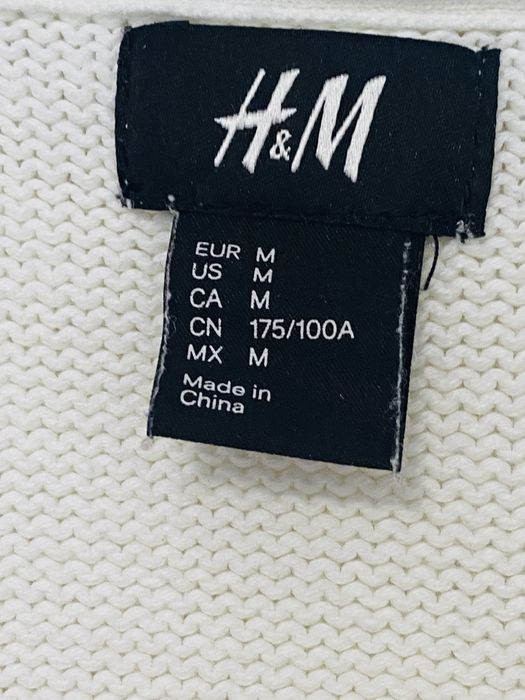 H&M
EUR M
US M
CA M
CN 175/100A
MX M
Made in
China